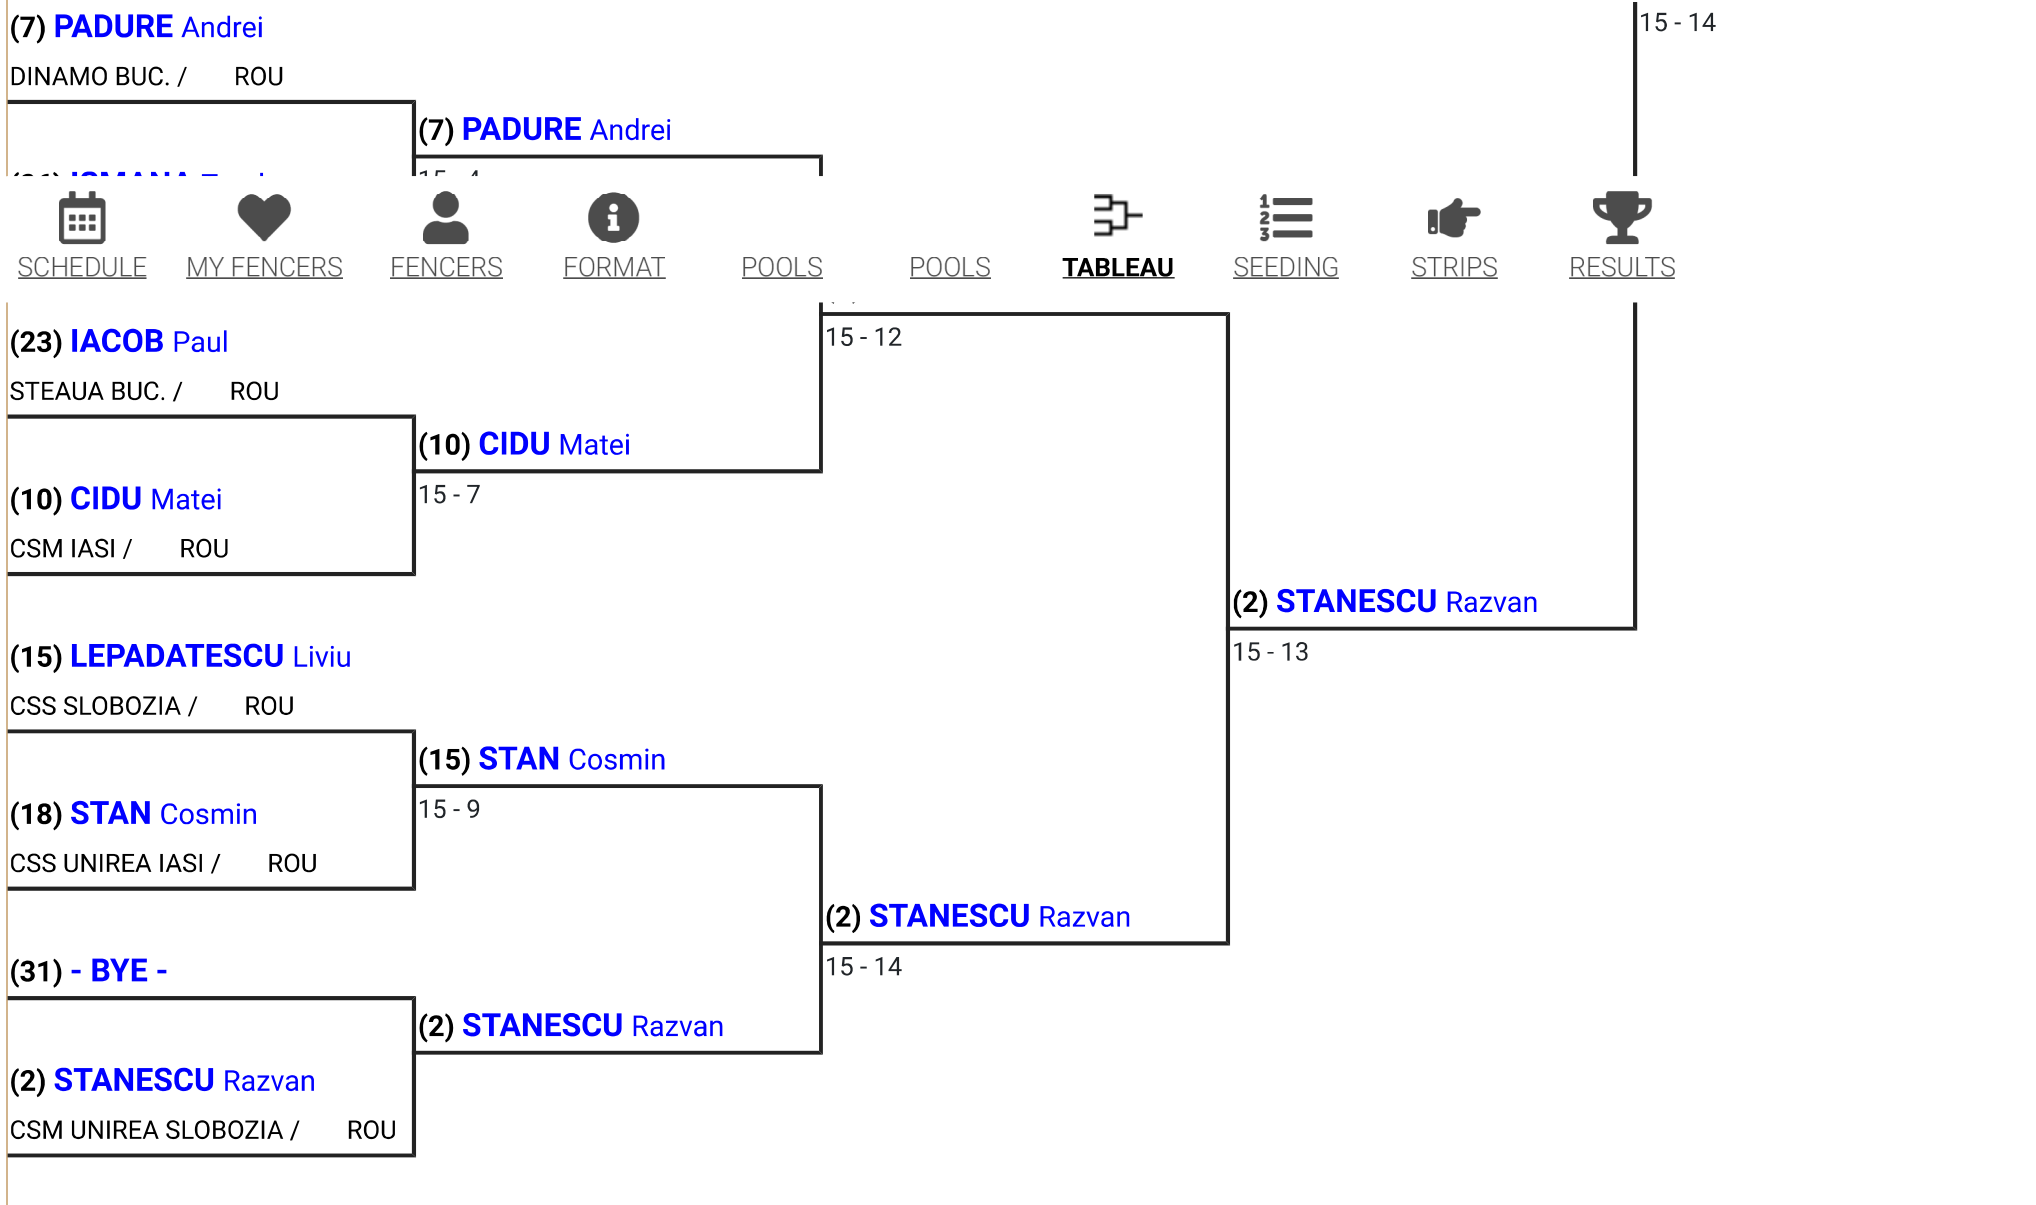 (7) PADURE Andrei
15 - 14
DINAMO BUC. / ROU
(7) PADURE Andrei
SCHEDULE
MY FENCERS
FENCERS
FORMAT
POOLS
POOLS
TABLEAU
1
2
3
SEEDING
STRIPS
RESULTS
(23) IACOB Paul
15 - 12
STEAUA BUC. / ROU
(10) CIDU Matei
15 - 7
(10) CIDU Matei
CSM IASI / ROU
(2) STANESCU Razvan
15 - 13
(15) LEPADATESCU Liviu
CSS SLOBOZIA / ROU
(15) STAN Cosmin
15 - 9
(18) STAN Cosmin
CSS UNIREA IASI / ROU
(2) STANESCU Razvan
15 - 14
(31) - BYE -
(2) STANESCU Razvan
(2) STANESCU Razvan
CSM UNIREA SLOBOZIA / ROU